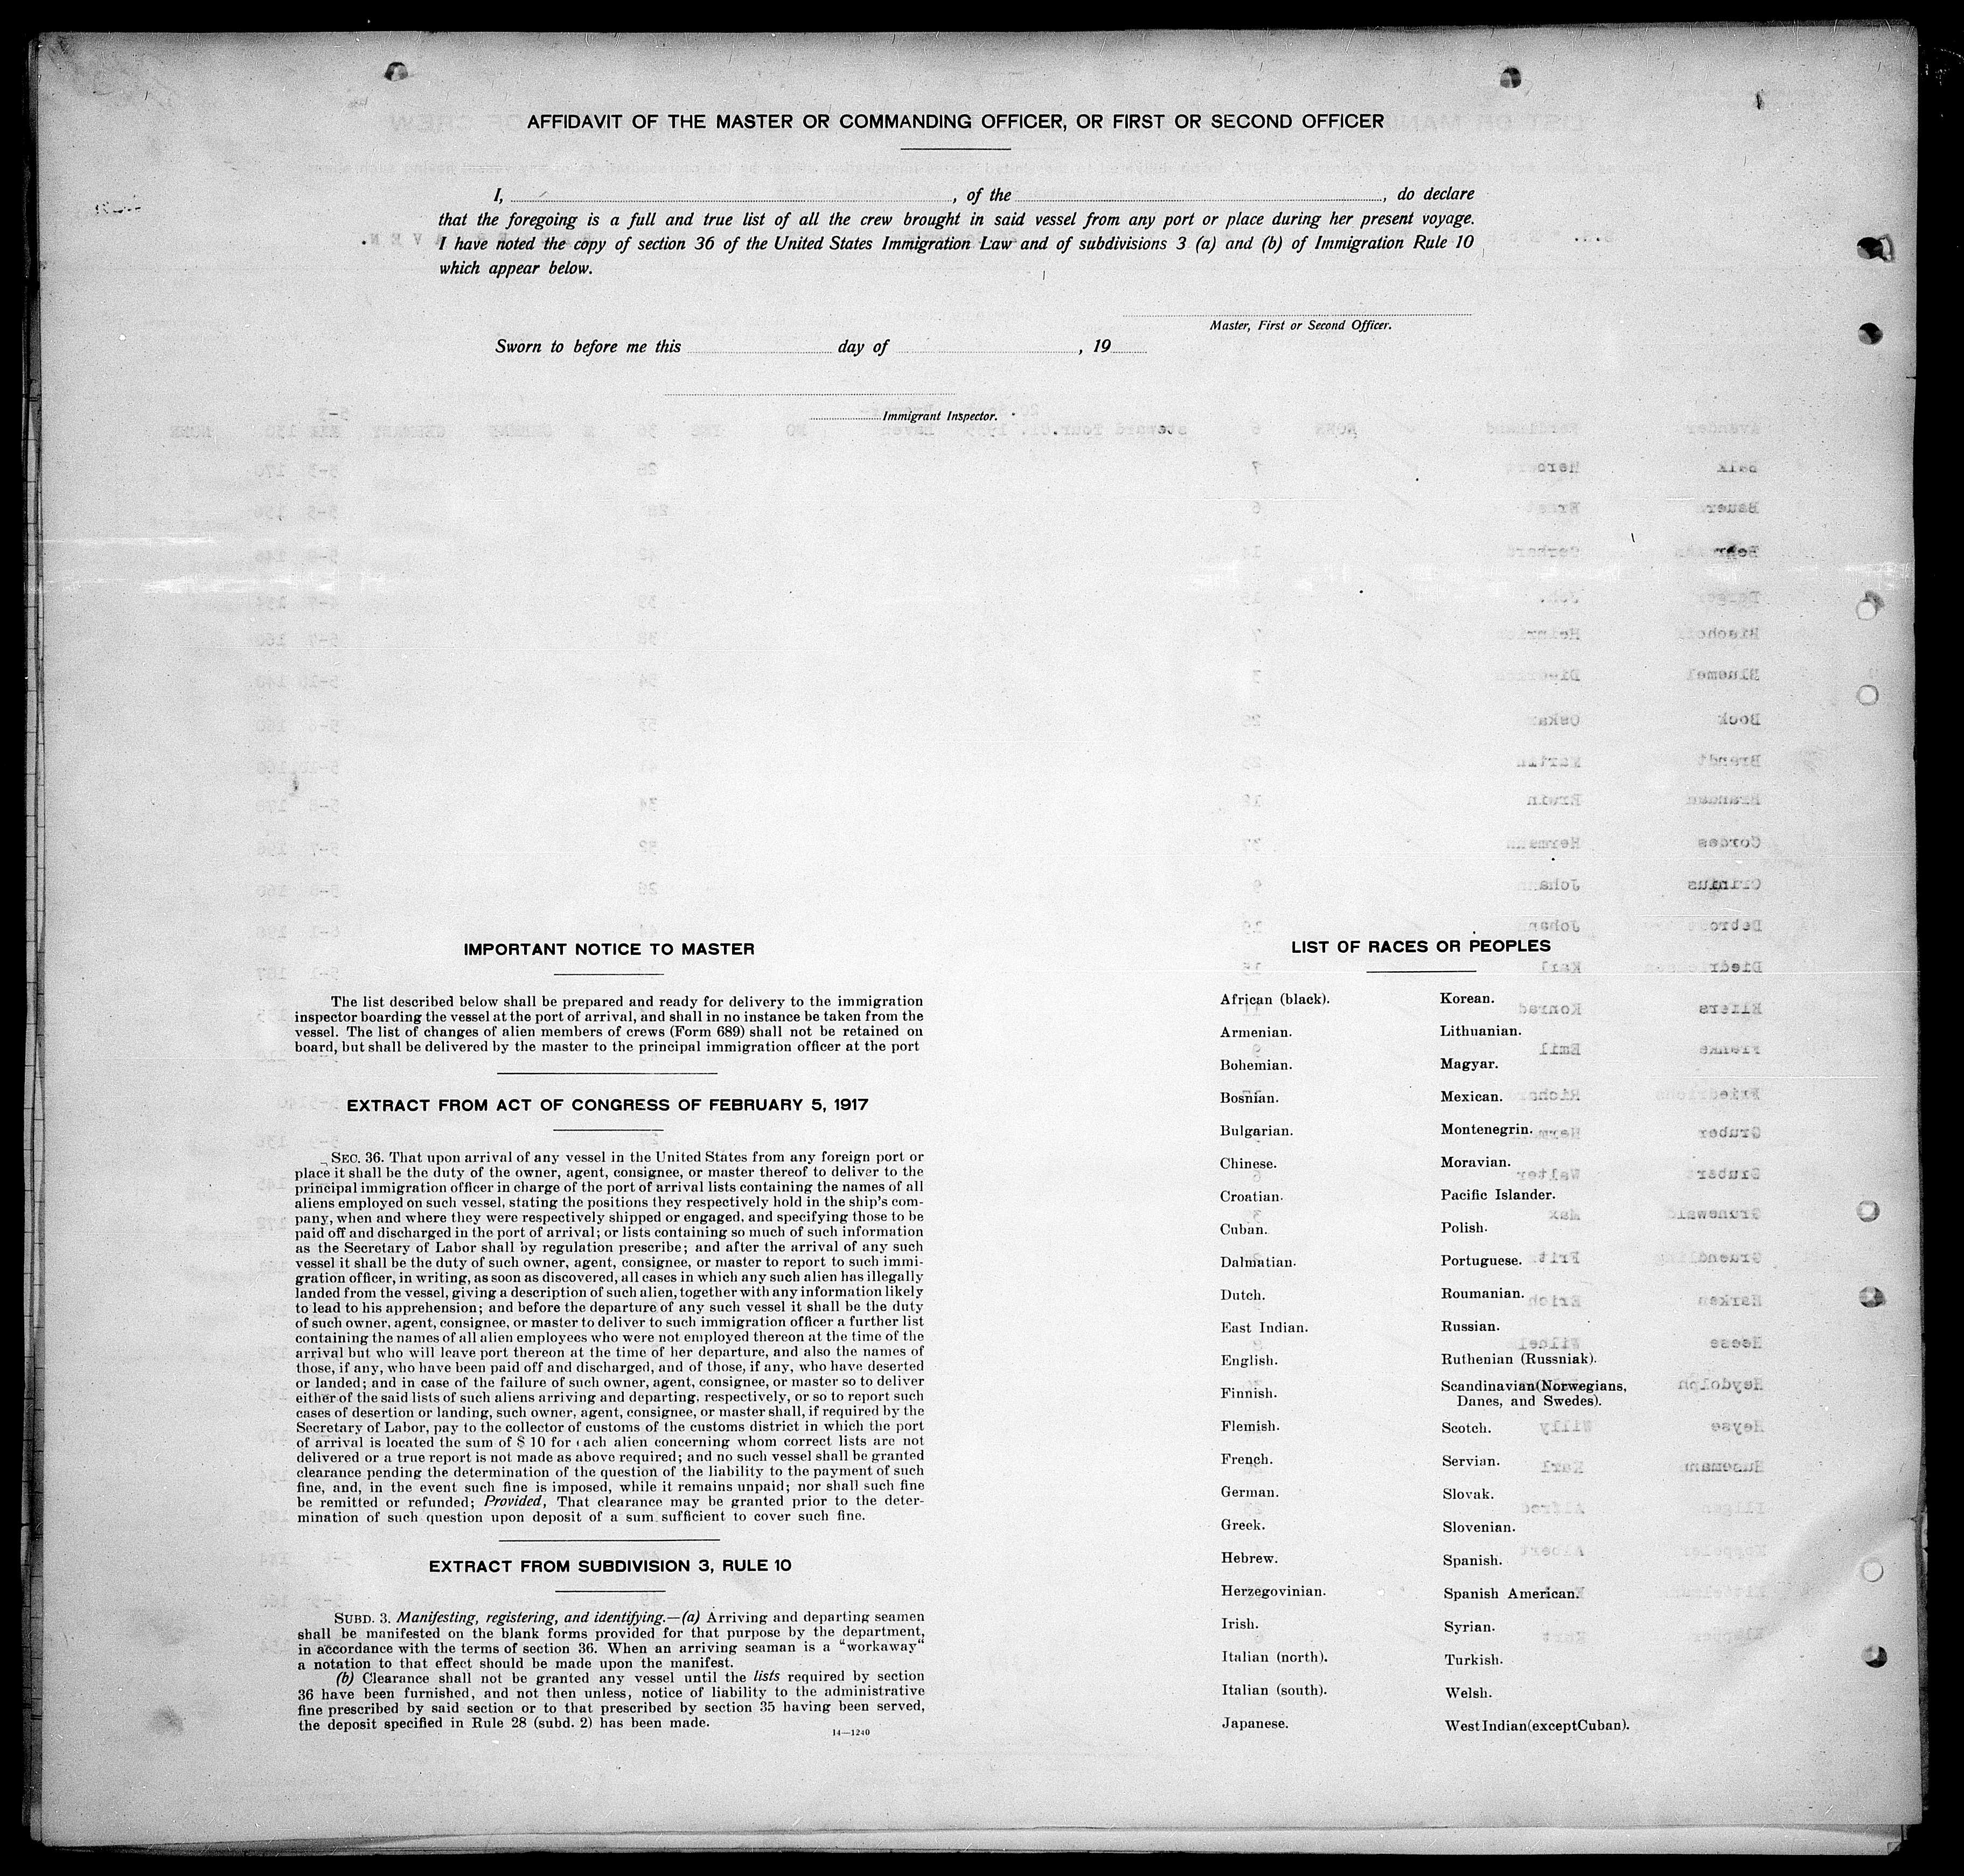 AFFIDAVIT OF THE MASTER OR COMMANDING OFFICER, OR FIRST OR SECOND OFFICER
I, , of the , do declare
that the foregoing is a full and true list of all the crew brought in said vessel from any port or place during her present voyage.
I have noted the copy of section 36 of the United States Immigration Law and of subdivisions 3 (a) and (b) of Immigration Rule 10
which appear below.
Master, First or Second Officer.
Sworn to before me this day of , 19
Immigrant Inspector.
IMPORTANT NOTICE TO MASTER
The list described below shall be prepared and ready for delivery to the immigration
inspector boarding the vessel at the port of arrival, and shall in no instance be taken from the
vessel. The list of changes of alien members of crews (Form 689) shall not be retained on
board, but shall be delivered by the master to the principal immigration officer at the port
EXTRACT FROM ACT OF CONGRESS OF FEBRUARY 5, 1917
SEC. 36. That upon arrival of any vessel in the United States from any foreign port or
place it shall be the duty of the owner, agent, consignee, or master thereof to deliver to the
principal immigration officer in charge of the port of arrival lists containing the names of all
aliens employed on such vessel, stating the positions they respectively hold in the ship's com-
pany, when and where they were respectively shipped or engaged, and specifying those to be
paid off and discharged in the port of arrival; or lists containing so much of such information
as the Secretary of Labor shall by regulation prescribe; and after the arrival of any such
vessel it shall be the duty of such owner, agent, consignee, or master to report to such immi-
gration officer, in writing, as soon as discovered, all cases in which any such alien has illegally
landed from the vessel, giving a description of such alien, together with any information likely
to lead to his apprehension; and before the departure of any such vessel it shall be the duty
of such owner, agent, consignee, or master to deliver to such immigration officer a further list
containing the names of all alien employees who were not employed thereon at the time of the
arrival but who will leave port thereon at the time of her departure, and also the names of
those, if any, who have been paid off and discharged, and of those, if any, who have deserted
or landed; and in case of the failure of such owner, agent, consignee, or master so to deliver
either of the said lists of such aliens arriving and departing, respectively, or so to report such
cases of desertion or landing, such owner, agent, consignee, or master shall, if required by the
Secretary of Labor, pay to the collector of customs of the customs district in which the port
of arrival is located the sum of $ 10 for each alien concerning whom correct lists are not
delivered or a true report is not made as above required; and no such vessel shall be granted
clearance pending the determination of the question of the liability to the payment of such
fine, and, in the event such fine is imposed, while it remains unpaid; nor shall such fine
be remitted or refunded; Provided, That clearance may be granted prior to the deter-
mination of such question upon deposit of a sum sufficient to cover such fine.
EXTRACT FROM SUBDIVISION 3, RULE 10
SUBD. 3. Manifesting, registering, and identifying.—(a) Arriving and departing seamen
shall be manifested on the blank forms provided for that purpose by the department,
in accordance with the terms of section 36. When an arriving seaman is a “workaway“
a notation to that effect should be made upon the manifest.
(b) Clearance shall not be granted any vessel until the lists required by section
36 have been furnished, and not then unless, notice of liability to the administrative
fine prescribed by said section or to that prescribed by section 35 having been served,
the deposit specified in Rule 28 (subd. 2) has been made.
14—1240
LIST OF RACES OR PEOPLES
African (black).
Armenian.
Bohemian.
Bosnian.
Bulgarian.
Chinese.
Croatian.
Cuban.
Dalmatian.
Dutch.
East Indian.
English.
Finnish.
Flemish.
French.
German.
Greek.
Hebrew.
Herzegovinian.
Irish.
Italian (north).
Italian (south).
Japanese.
Korean.
Lithuanian.
Magyar.
Mexican.
Montenegrin.
Moravian.
Pacific Islander.
Polish.
Portuguese.
Roumanian.
Russian.
Ruthenian (Russniak).
Scandinavian (Norwegians,
Danes, and Swedes).
Scotch.
Servian.
Slovak.
Slovenian.
Spanish.
Spanish American.
Syrian.
Turkish.
Welsh.
West Indian (except Cuban).